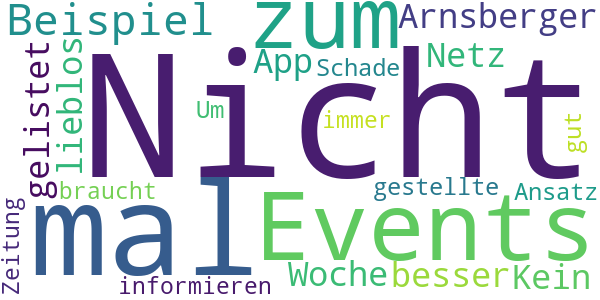 Beispiel
zum
Arnsberger
gelistet
lieblos
Nicht
App
Schade
Netz
Um
immer
gut
braucht
gestellte
Ansatz
Zeitung
mal
Events
informieren
Woche
besser
Kein